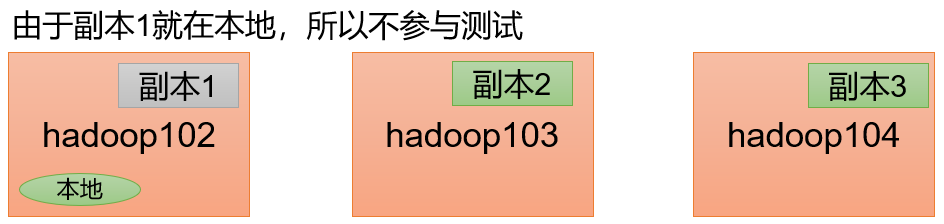 由于副本1就在本地，所以不参与测试
副本1
hadoop102
本地
副本2
hadoop103
副本3
hadoop104